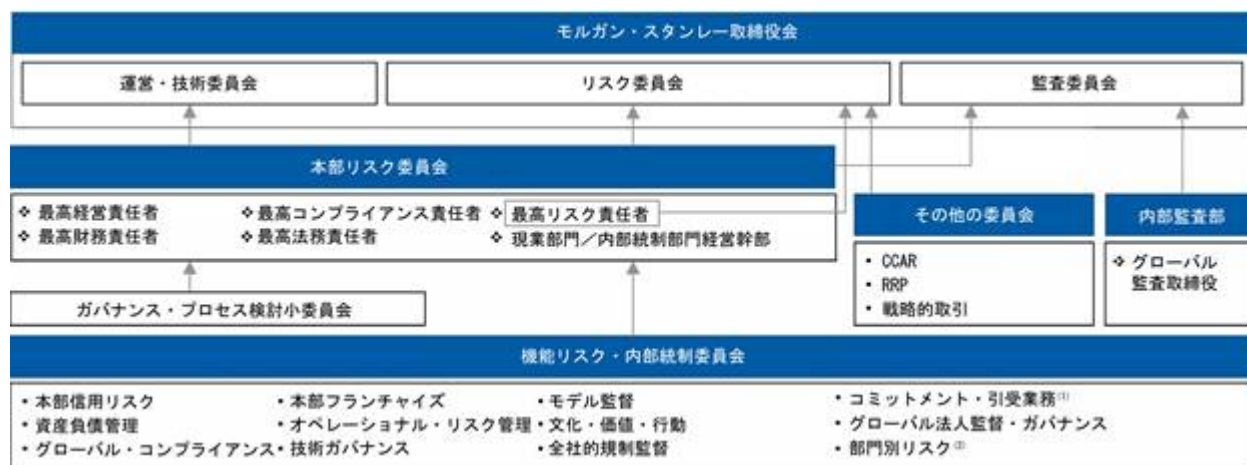 モルガン・スタンレー取締役会
運営・技術委員会
リスク委員会
監査委員会
本部リスク委員会
❖ 最高経営責任者
❖ 最高財務責任者
❖ 最高コンプライアンス責任者
❖ 最高法務責任者
❖ 最高リスク責任者
❖ 現業部門/内部統制部門経営幹部
その他の委員会
• CCAR
• RRP
• 戦略的取引
内部監査部
❖ グローバル
監査取締役
ガバナンス・プロセス検討小委員会
機能リスク・内部統制委員会
• 本部信用リスク
• 資産負債管理
• グローバル・コンプライアンス
• 本部フランチャイズ
• オペレーショナル・リスク管理
• 技術ガバナンス
• モデル監督
• 文化・価値・行動
• 全社的規制監督
• コミットメント・引受業務(1)
• グローバル法人監督・ガバナンス
• 部門別リスク(2)